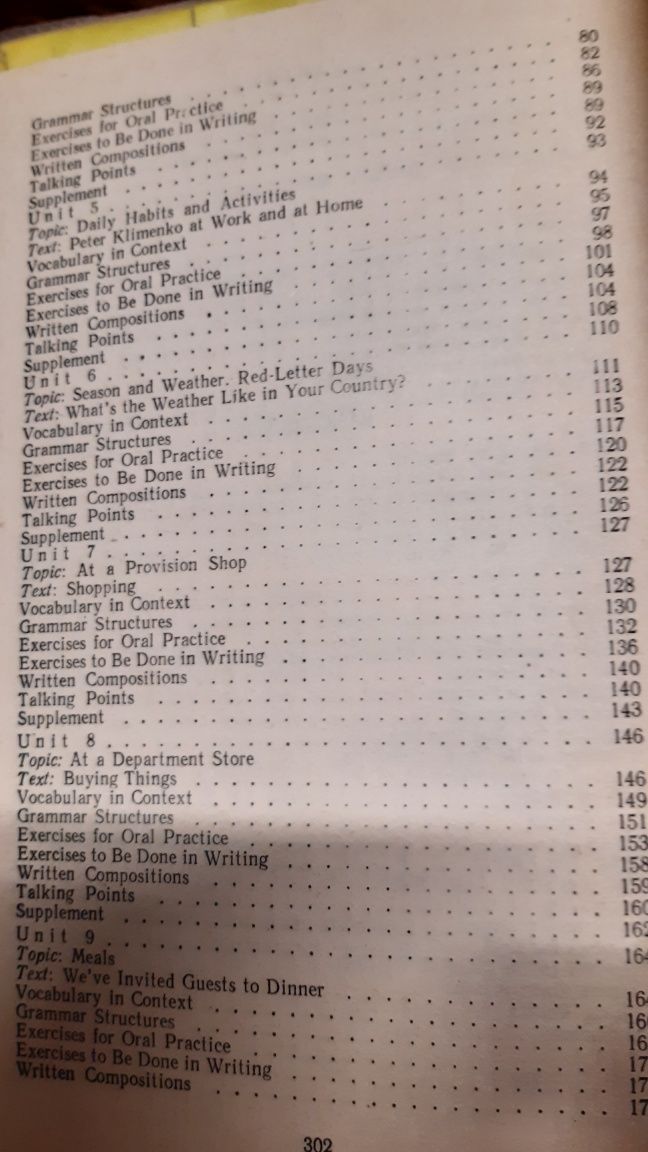 Grammar Structures . . . . . . . . . . 80
Exercises for Oral Practice . . . . . . . . . . 82
Exercises to Be Done in Writing . . . . . . . . . . 86
Written Compositions . . . . . . . . . . 89
Talking Points . . . . . . . . . . 89
Supplement . . . . . . . . . . 92
Unit 5 . . . . . . . . . . 93
Topic: Daily Habits and Activities
Text: Peter Klimenko at Work and at Home . . . . . . . . . . 94
Vocabulary in Context . . . . . . . . . . 95
Grammar Structures . . . . . . . . . . 97
Exercises for Oral Practice . . . . . . . . . . 98
Exercises to Be Done in Writing . . . . . . . . . . 101
Written Compositions . . . . . . . . . . 104
Talking Points . . . . . . . . . . 104
Supplement . . . . . . . . . . 108
Unit 6 . . . . . . . . . . 110
Topic: Season and Weather. Red-Letter Days
Text: What's the Weather Like in Your Country? . . . . . . . . . . 111
Vocabulary in Context . . . . . . . . . . 113
Grammar Structures . . . . . . . . . . 115
Exercises for Oral Practice . . . . . . . . . . 117
Exercises to Be Done in Writing . . . . . . . . . . 120
Written Compositions . . . . . . . . . . 122
Talking Points . . . . . . . . . . 122
Supplement . . . . . . . . . . 126
Unit 7 . . . . . . . . . . 127
Topic: At a Provision Shop
Text: Shopping . . . . . . . . . . 127
Vocabulary in Context . . . . . . . . . . 128
Grammar Structures . . . . . . . . . . 130
Exercises for Oral Practice . . . . . . . . . . 132
Exercises to Be Done in Writing . . . . . . . . . . 136
Written Compositions . . . . . . . . . . 140
Talking Points . . . . . . . . . . 140
Supplement . . . . . . . . . . 143
Unit 8 . . . . . . . . . . 146
Topic: At a Department Store
Text: Buying Things . . . . . . . . . . 146
Vocabulary in Context . . . . . . . . . . 149
Grammar Structures . . . . . . . . . . 151
Exercises for Oral Practice . . . . . . . . . . 153
Exercises to Be Done in Writing . . . . . . . . . . 158
Written Compositions . . . . . . . . . . 159
Talking Points . . . . . . . . . . 160
Supplement . . . . . . . . . . 162
Unit 9 . . . . . . . . . . 164
Topic: Meals
Text: We've Invited Guests to Dinner . . . . . . . . . .
Vocabulary in Context . . . . . . . . . .
Grammar Structures . . . . . . . . . .
Exercises for Oral Practice . . . . . . . . . .
Exercises to Be Done in Writing . . . . . . . . . .
Written Compositions . . . . . . . . . .
302